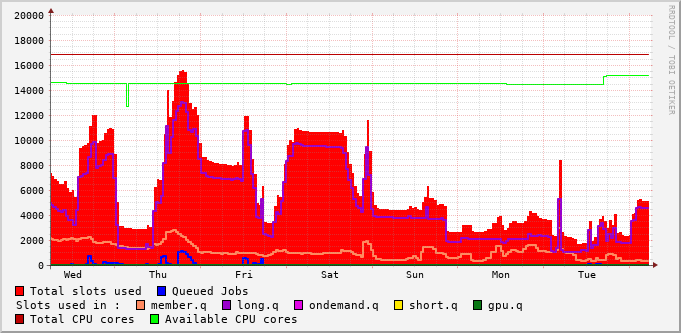 20000
18000
16000
14000
12000
10000
8000
6000
4000
2000
0
Wed Thu Fri Sat Sun Mon Tue
Total slots used Queued Jobs
Slots used in : member.q long.q ondemand.q short.q gpu.q
Total CPU cores Available CPU cores
RRDTOOL / TOBI OETIKER